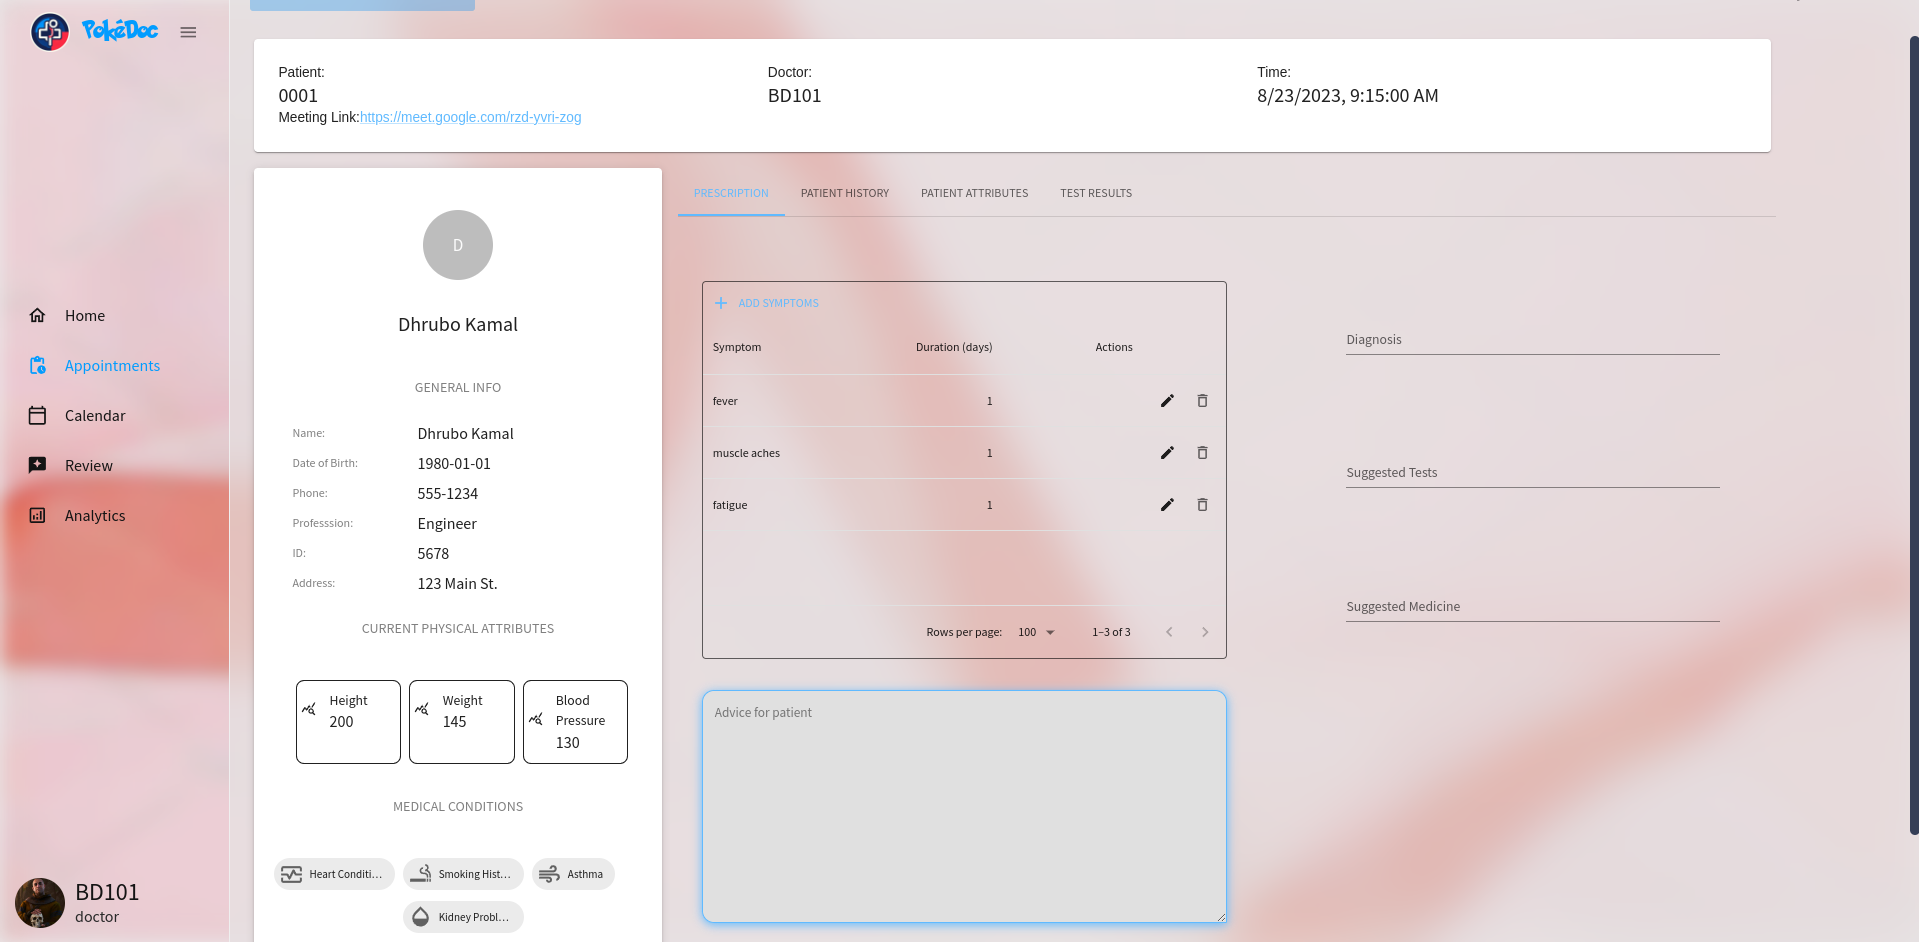 PokéDoc
Home
Appointments
Calendar
Review
Analytics
BD101
doctor
Patient:
0001
Meeting Link:https://meet.google.com/rzd-yvri-zog
Doctor:
BD101
Time:
8/23/2023, 9:15:00 AM
D
Dhrubo Kamal
GENERAL INFO
Name: Dhrubo Kamal
Date of Birth: 1980-01-01
Phone: 555-1234
Professsion: Engineer
ID: 5678
Address: 123 Main St.
CURRENT PHYSICAL ATTRIBUTES
Height
200
Weight
145
Blood
Pressure
130
MEDICAL CONDITIONS
Heart Conditi...
Smoking Hist...
Asthma
Kidney Probl...
PRESCRIPTION PATIENT HISTORY PATIENT ATTRIBUTES TEST RESULTS
ADD SYMPTOMS
Symptom Duration (days) Actions
fever 1
muscle aches 1
fatigue 1
Rows per page: 100 1–3 of 3
Advice for patient
Diagnosis
Suggested Tests
Suggested Medicine